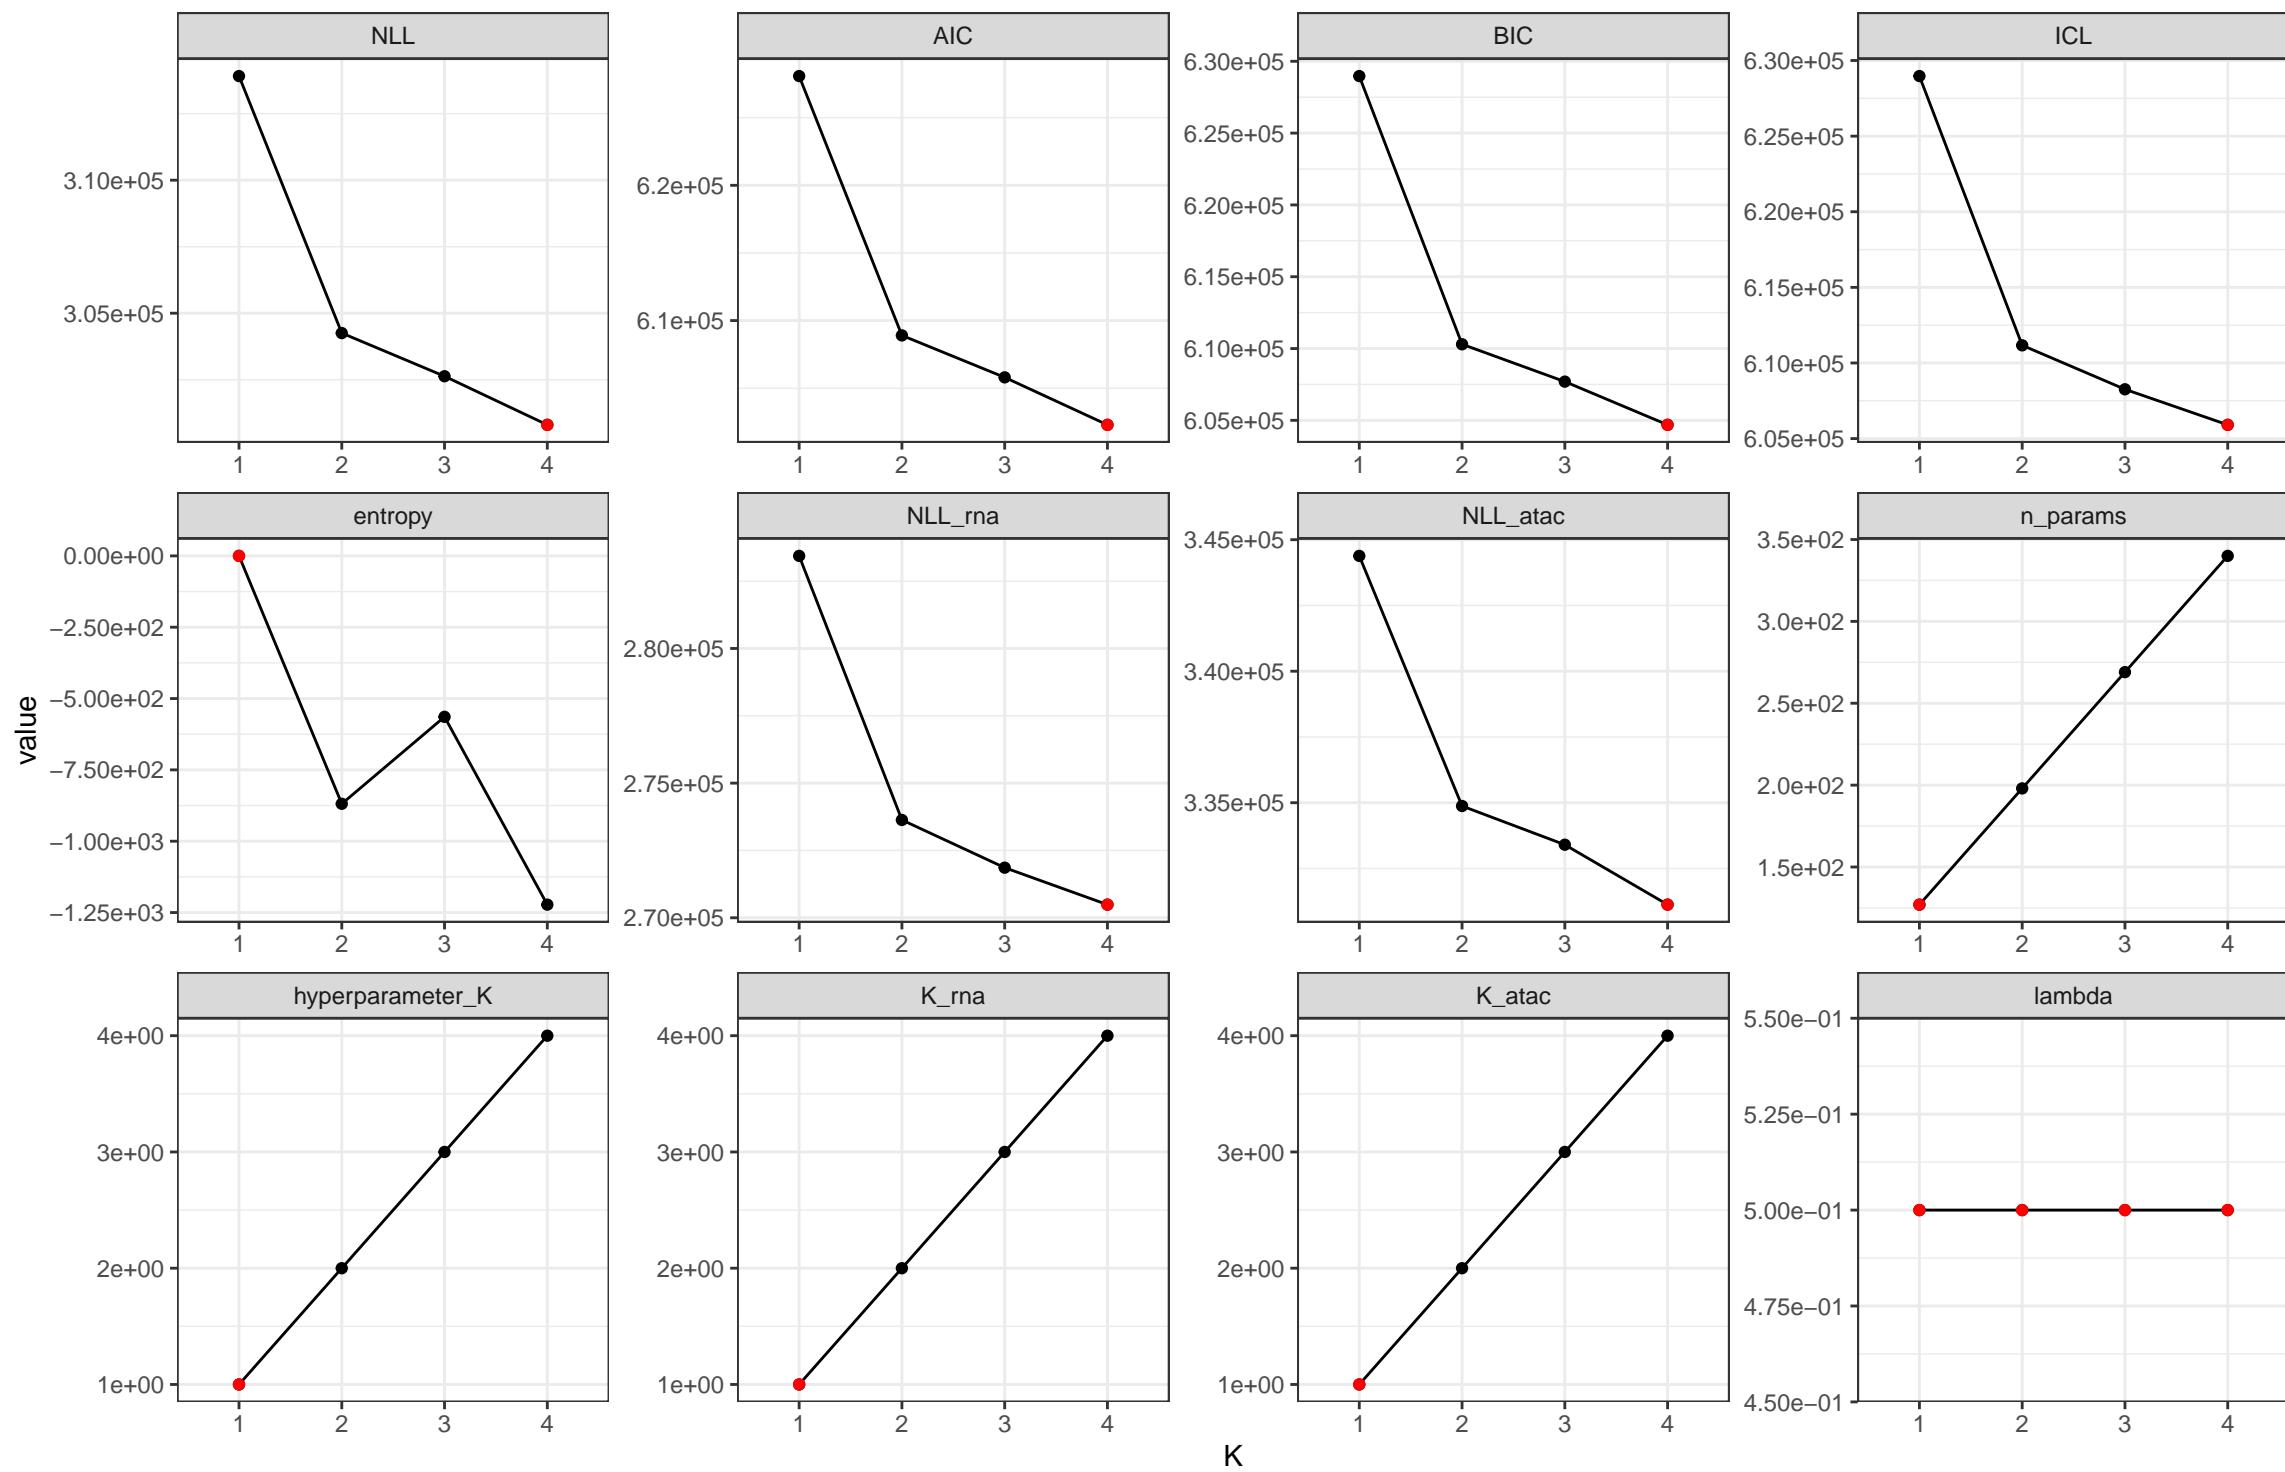 NLL
AIC
BIC
ICL
3.10e+05
3.05e+05
1 2 3 4
6.2e+05
6.1e+05
1 2 3 4
6.30e+05
6.25e+05
6.20e+05
6.15e+05
6.10e+05
6.05e+05
1 2 3 4
6.30e+05
6.25e+05
6.20e+05
6.15e+05
6.10e+05
6.05e+05
1 2 3 4
entropy
NLL_rna
NLL_atac
n_params
0.00e+00
−2.50e+02
−5.00e+02
−7.50e+02
−1.00e+03
−1.25e+03
1 2 3 4
2.80e+05
2.75e+05
2.70e+05
1 2 3 4
3.45e+05
3.40e+05
3.35e+05
1 2 3 4
3.5e+02
3.0e+02
2.5e+02
2.0e+02
1.5e+02
1 2 3 4
value
hyperparameter_K
K_rna
K_atac
lambda
4e+00
3e+00
2e+00
1e+00
1 2 3 4
4e+00
3e+00
2e+00
1e+00
1 2 3 4
4e+00
3e+00
2e+00
1e+00
1 2 3 4
5.50e−01
5.25e−01
5.00e−01
4.75e−01
4.50e−01
1 2 3 4
K